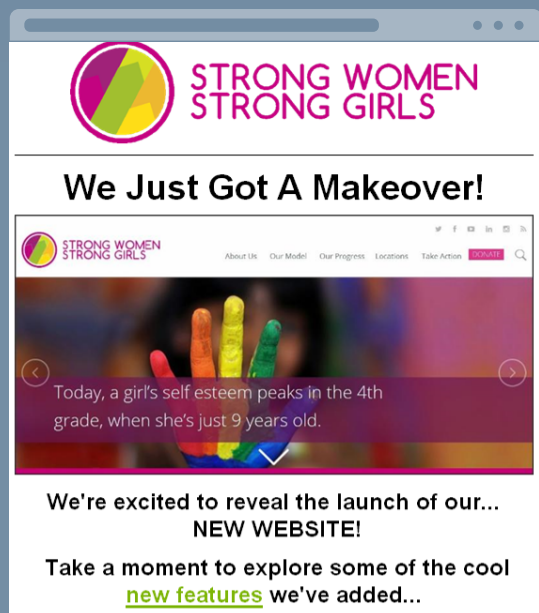 STRONG WOMEN
STRONG GIRLS
We Just Got A Makeover!
STRONG WOMEN
STRONG GIRLS
About Us Our Model Our Progress Locations Take Action DONATE
Today, a girl's self esteem peaks in the 4th
grade, when she's just 9 years old.
We're excited to reveal the launch of our...
NEW WEBSITE!
Take a moment to explore some of the cool
new features we've added...